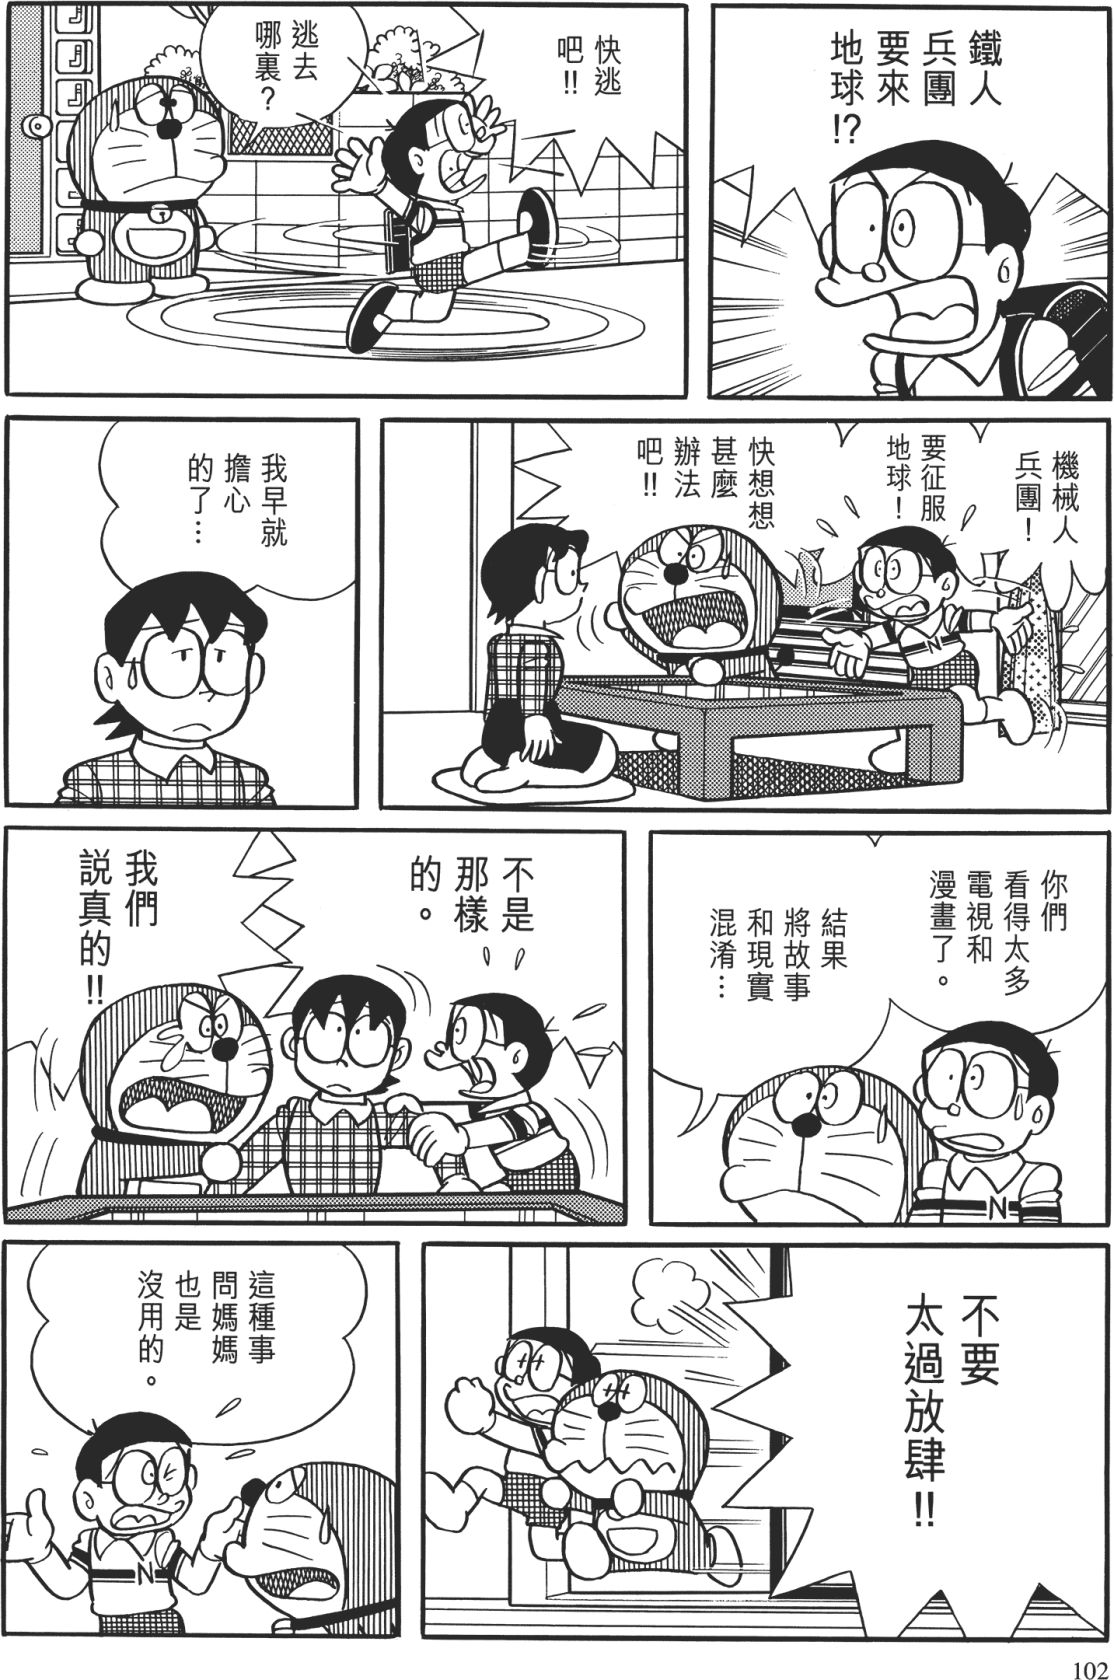 鐵人
兵團
要來
地球!?
快逃
吧!!
逃去
哪裏?
機械人
兵團!
要征服
地球!
快想想
甚麼
辦法
吧!!
我早就
擔心
的了…
你們
看得太多
電視和
漫畫了。
結果
將故事
和現實
混淆…
不是
那樣
的。
我們
説真的!!
不要
太過放肆!!
這種事
問媽媽
也是
沒用的。
N
N
N
102